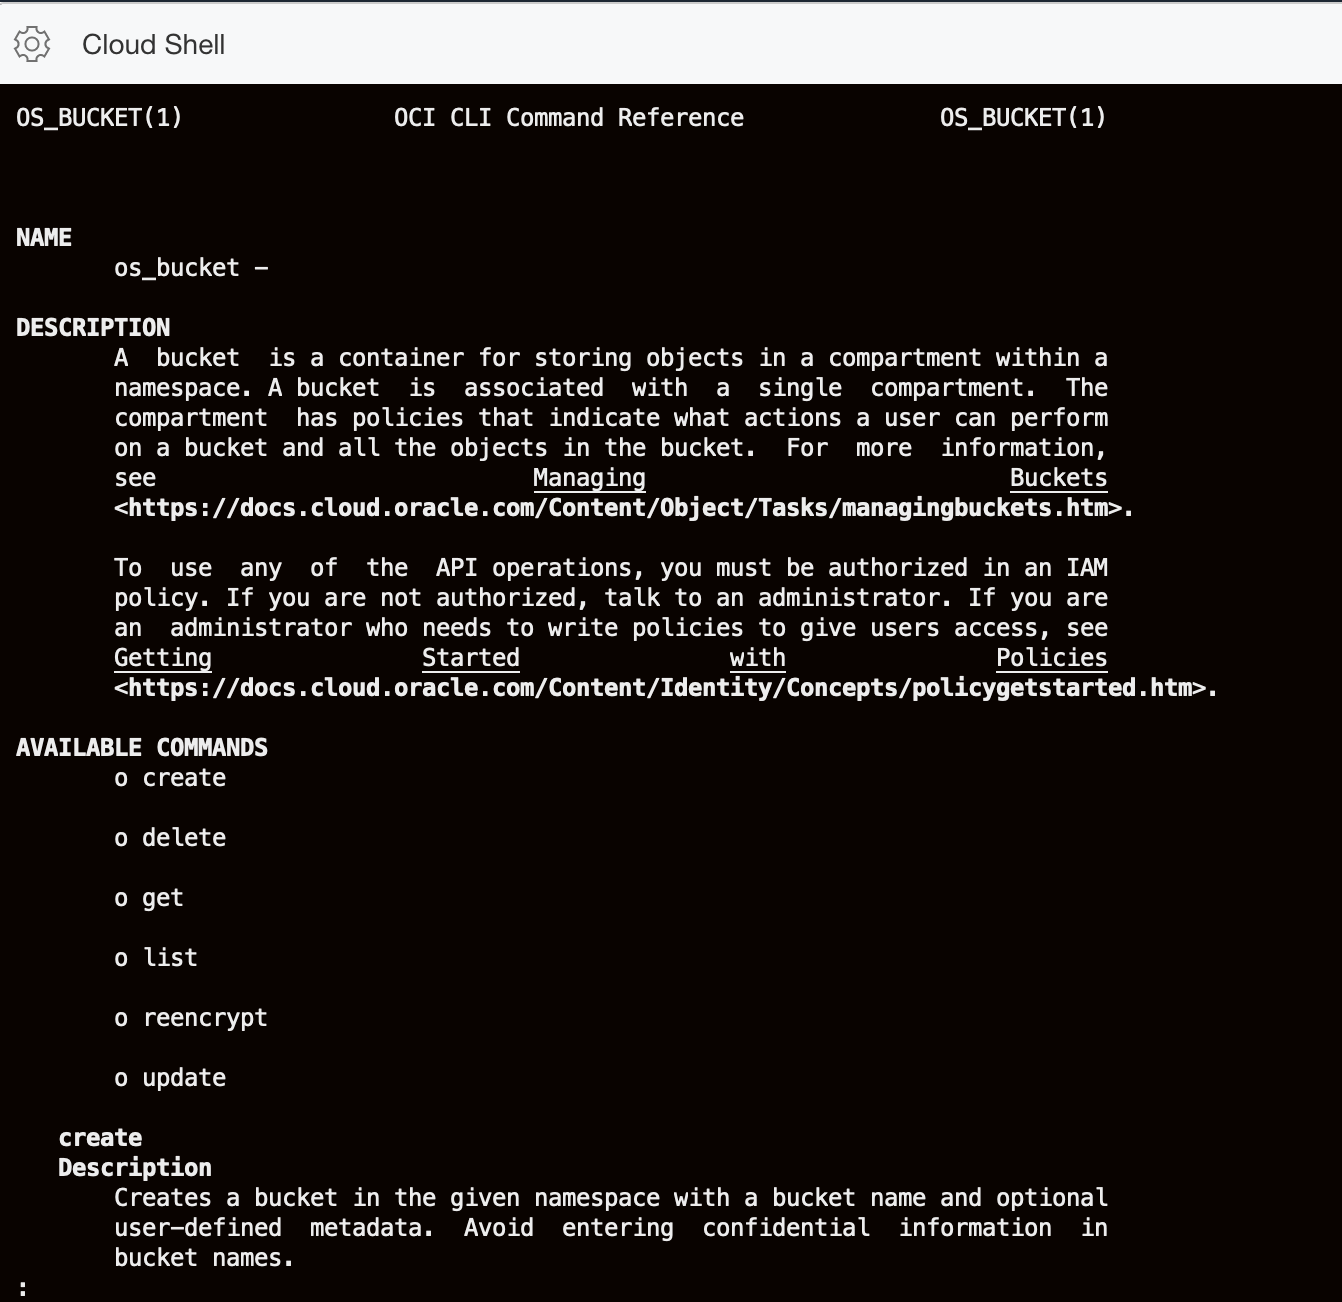 Cloud Shell
OS_BUCKET(1) OCI CLI Command Reference OS_BUCKET(1)
NAME
os_bucket -
DESCRIPTION
A bucket is a container for storing objects in a compartment within a
namespace. A bucket is associated with a single compartment. The
compartment has policies that indicate what actions a user can perform
on a bucket and all the objects in the bucket. For more information,
see Managing Buckets
<https://docs.cloud.oracle.com/Content/Object/Tasks/managingbuckets.htm>.
To use any of the API operations, you must be authorized in an IAM
policy. If you are not authorized, talk to an administrator. If you are
an administrator who needs to write policies to give users access, see
Getting Started with Policies
<https://docs.cloud.oracle.com/Content/Identity/Concepts/policygetstarted.htm>.
AVAILABLE COMMANDS
o create
o delete
o get
o list
o reencrypt
o update
create
Description
Creates a bucket in the given namespace with a bucket name and optional
user-defined metadata. Avoid entering confidential information in
bucket names.
: